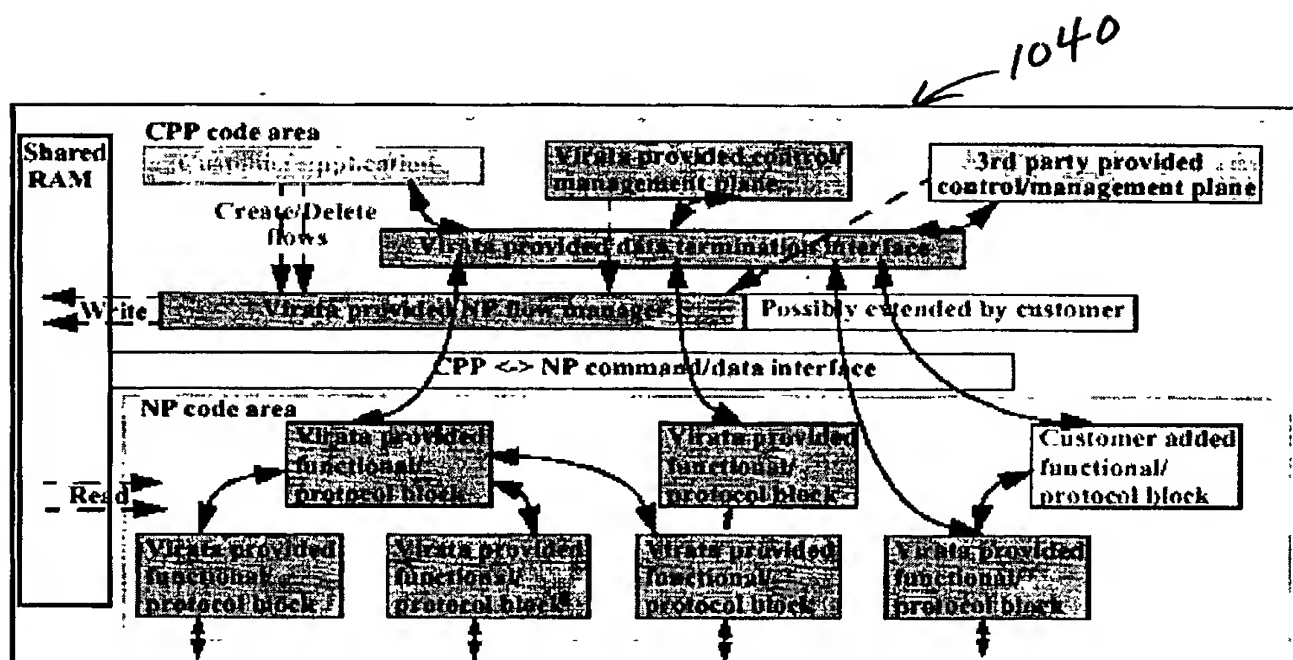 1040
CPP code area
Shared
RAM
application
Virata provided control/
management plane
3rd party provided
control/management plane
Create/Delete
flows
Virata provided data termination interface
Write
Virata provided NP flow manager
Possibly extended by customer
CPP <-> NP command/data interface
NP code area
Virata provided
functional/
protocol block
Virata provided
functional/
protocol block
Customer added
functional/
protocol block
Read
Virata provided
functional/
protocol block
Virata provided
functional/
protocol block
Virata provided
functional/
protocol block
Virata provided
functional/
protocol block